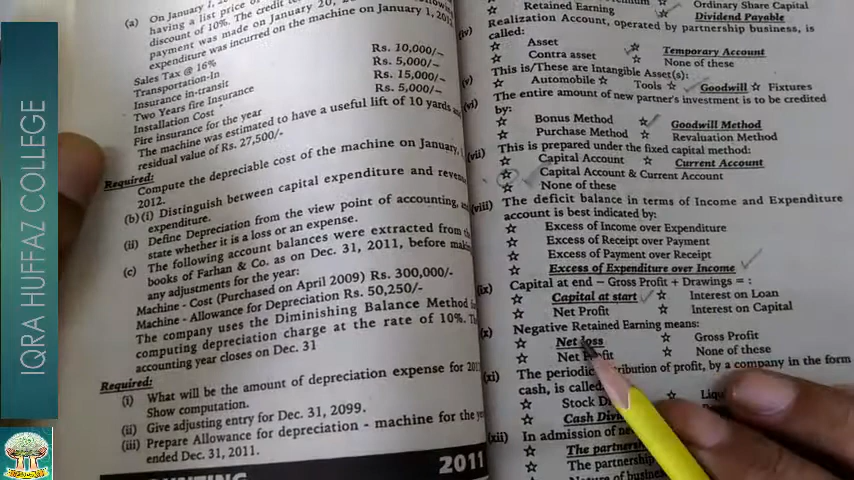 IQRA HUFFAZ COLLEGE
(a) On January 1,
having a list price of
discount of 10%. The credit
payment was made on January 20,
expenditure was incurred on the machine on January 1, 201
Sales Tax @ 16% Rs. 10,000/-
Transportation-In Rs. 5,000/-
Insurance in-transit Rs. 15,000/-
Two Years fire Insurance Rs. 5,000/-
Installation Cost
Fire insurance for the year
The machine was estimated to have a useful lift of 10 yards
residual value of Rs. 27,500/-
Required:
Compute the depreciable cost of the machine on January,
2012.
(b)(i) Distinguish between capital expenditure and
expenditure.
(ii) Define Depreciation from the view point of accounting,
state whether it is a loss or an expense.
(c) The following account balances were extracted from
books of Farhan & Co. as on Dec. 31, 2011, before
any adjustments for the year:
Machine - Cost (Purchased on April 2009) Rs. 300,000/-
Machine - Allowance for Depreciation Rs. 50,250/-
The company uses the Diminishing Balance Method
computing depreciation charge at the rate of 10%.
accounting year closes on Dec. 31
Required:
(i) What will be the amount of depreciation expense for
Show computation.
(ii) Give adjusting entry for Dec. 31, 2099.
(iii) Prepare Allowance for depreciation - machine for the
ended Dec. 31, 2011.
2011
Retained Earning ☆ Ordinary Share Capital
☆ Dividend Payable
(iv) Realization Account, operated by partnership business, is
called:
☆ Asset ☆ Temporary Account
☆ Contra asset ☆ None of these
(v) This is/These are Intangible Asset(s):
☆ Automobile ☆ Tools ☆ Goodwill ☆ Fixtures
(vi) The entire amount of new partner's investment is to be credited
by:
☆ Bonus Method ☆ Goodwill Method
☆ Purchase Method ☆ Revaluation Method
(vii) This is prepared under the fixed capital method:
☆ Capital Account ☆ Current Account
☆ Capital Account & Current Account
☆ None of these
(viii) The deficit balance in terms of Income and Expenditure
account is best indicated by:
☆ Excess of Income over Expenditure
☆ Excess of Receipt over Payment
☆ Excess of Payment over Receipt
☆ Excess of Expenditure over Income
(ix) Capital at end – Gross Profit + Drawings = :
☆ Capital at start ☆ Interest on Loan
☆ Net Profit ☆ Interest on Capital
(x) Negative Retained Earning means:
☆ Net loss ☆ Gross Profit
☆ Net Profit ☆ None of these
(xi) The periodic distribution of profit, by a company in the form
cash, is called
☆ Stock ☆
☆ Cash
(xii) In admission of
☆ The
☆ The partnership
☆ Nature of business